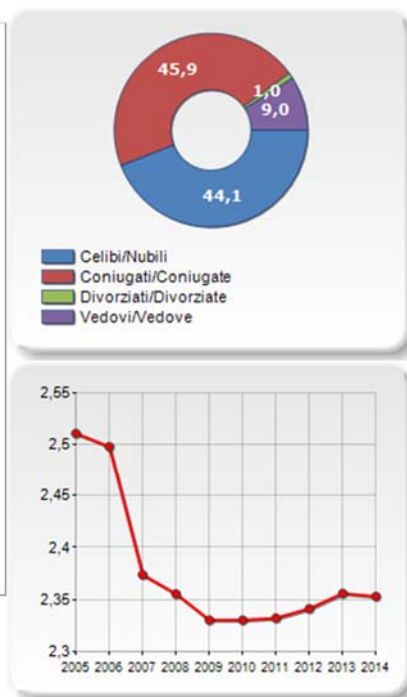 45,9
1,0
9,0
44,1
Celibi/Nubili
Coniugati/Coniugate
Divorziati/Divorziate
Vedovi/Vedove
2,55
2,5
2,45
2,4
2,35
2,3
2005 2006 2007 2008 2009 2010 2011 2012 2013 2014